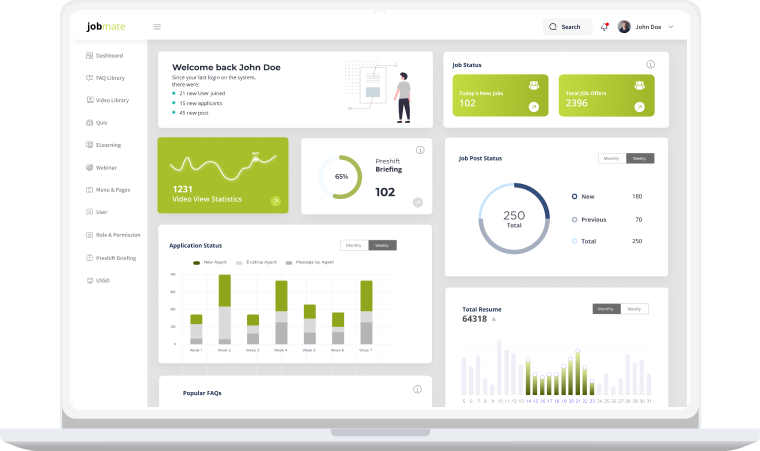 jobmate
Search
John Doe
Dashboard
FAQ Library
Video Library
Quiz
ELearning
Webinar
Menu & Pages
User
Role & Permission
Preshift Briefing
USSD
Welcome back John Doe
Since your last login on the system,
there were:
21 new User joined
15 new applicants
45 new post
Job Status
Today's New Jobs
102
Total JOb Offers
2396
1231
Video View Statistics
65%
Preshift
Briefing
102
Job Post Status
Monthly Weekly
250
Total
New 180
Previous 70
Total 250
Application Status
Monthly Weekly
New Agent Existing Agent Message by Agent
Week 1 Week 2 Week 3 Week 4 Week 5 Week 6 Week 7
Total Resume
64318
Monthly Weekly
5 6 7 8 9 10 11 12 13 14 15 16 17 18 19 20 21 22 23 24 25 26 27 28 29 30 31
Popular FAQs